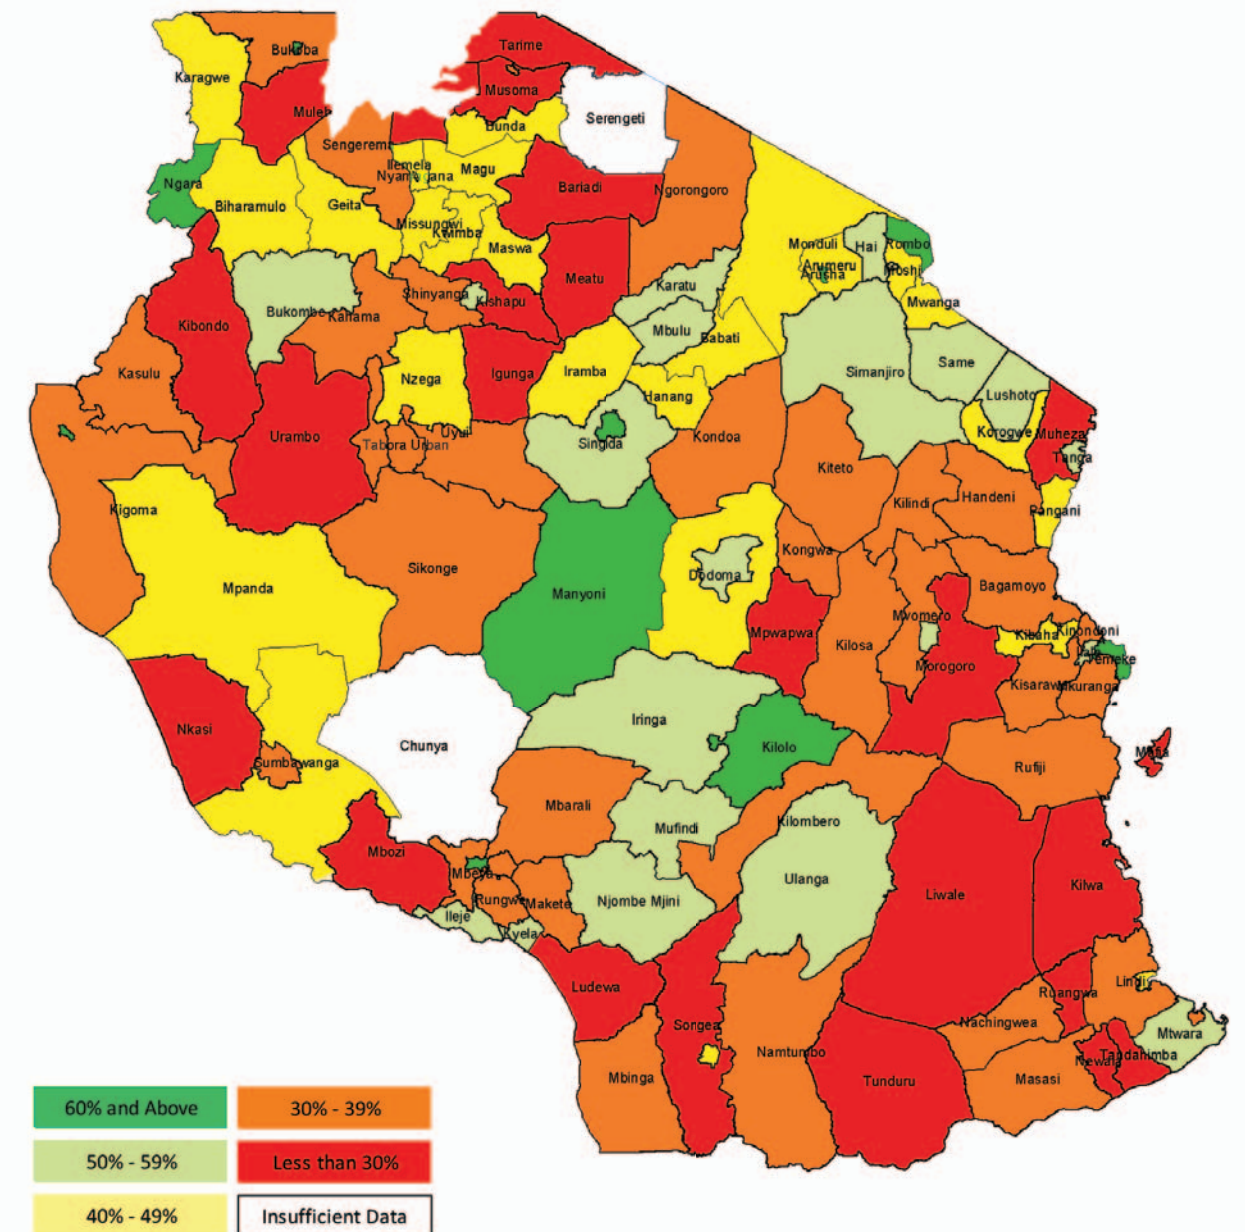 Tarime
Bukoba
Karagwe
Musoma
Muleb
Serengeti
Bunda
Sengerema
Ilemela
Magu
Nyamagana
Ngara
Bariadi
Ngorongoro
Biharamulo
Geita
Missungwi
Kwimba
Maswa
Monduli
Hai
Rombo
Arumeru
Arusha
Moshi
Meatu
Karatu
Shinyanga
Kishapu
Mwanga
Bukombe
Kahama
Kibondo
Mbulu
Babati
Same
Kasulu
Nzega
Igunga
Iramba
Simanjiro
Hanang
Lushoto
Urambo
Tabora Urban
Uyui
Singida
Kondoa
Korogwe
Muheza
Tanga
Kiteto
Kigoma
Kilindi
Handeni
Pangani
Kongwa
Sikonge
Dodoma
Mpanda
Manyoni
Bagamoyo
Mvomero
Mpwapwa
Kilosa
Kibaha
Kinondoni
Ilala
Temeke
Morogoro
Kisarawe
Mkuranga
Nkasi
Iringa
Chunya
Kilolo
Mafia
Sumbawanga
Rufiji
Mbarali
Mufindi
Kilombero
Mbozi
Mbeya
Ulanga
Kilwa
Rungwe
Makete
Njombe Mjini
Liwale
Ileje
Kyela
Ludewa
Lindi
Ruangwa
Songea
Nachingwea
Mtwara
Namtumbo
Newala
Tandahimba
Mbinga
Tunduru
Masasi
60% and Above
30% - 39%
50% - 59%
Less than 30%
40% - 49%
Insufficient Data